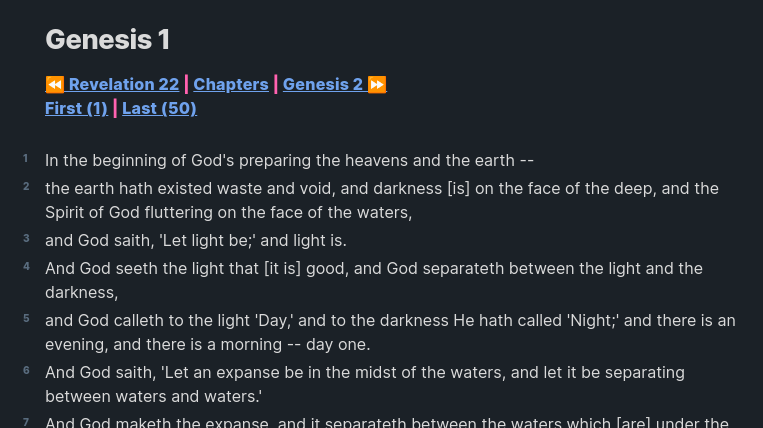 Genesis 1
⏪ Revelation 22 | Chapters | Genesis 2 ⏩
First (1) | Last (50)
1 In the beginning of God's preparing the heavens and the earth --
2 the earth hath existed waste and void, and darkness [is] on the face of the deep, and the
Spirit of God fluttering on the face of the waters,
3 and God saith, 'Let light be;' and light is.
4 And God seeth the light that [it is] good, and God separateth between the light and the
darkness,
5 and God calleth to the light 'Day,' and to the darkness He hath called 'Night;' and there is an
evening, and there is a morning -- day one.
6 And God saith, 'Let an expanse be in the midst of the waters, and let it be separating
between waters and waters.'
7 And God maketh the expanse, and it separateth between the waters which [are] under the